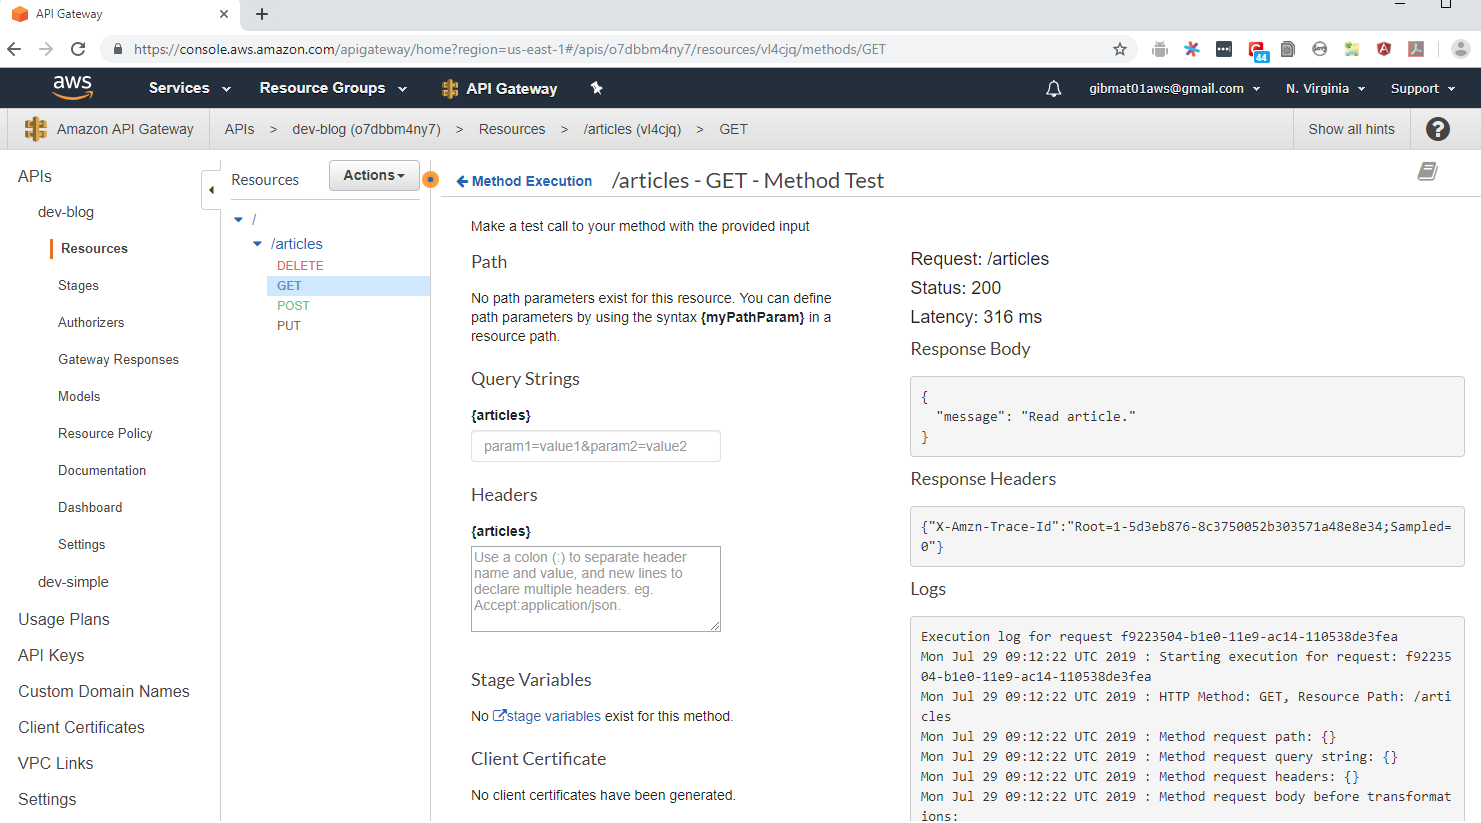 API Gateway
https://console.aws.amazon.com/apigateway/home?region=us-east-1#/apis/o7dbbm4ny7/resources/vl4cjq/methods/GET
44
aws
Services
Resource Groups
API Gateway
gibmat01aws@gmail.com
N. Virginia
Support
Amazon API Gateway
APIs > dev-blog (o7dbbm4ny7) > Resources > /articles (vl4cjq) > GET
Show all hints
?
APIs
dev-blog
Resources
Stages
Authorizers
Gateway Responses
Models
Resource Policy
Documentation
Dashboard
Settings
dev-simple
Usage Plans
API Keys
Custom Domain Names
Client Certificates
VPC Links
Settings
Resources
Actions
/
/articles
DELETE
GET
POST
PUT
Method Execution
/articles - GET - Method Test
Make a test call to your method with the provided input
Path
No path parameters exist for this resource. You can define
path parameters by using the syntax {myPathParam} in a
resource path.
Query Strings
{articles}
param1=value1&param2=value2
Headers
{articles}
Use a colon (:) to separate header
name and value, and new lines to
declare multiple headers. eg.
Accept:application/json.
Stage Variables
No stage variables exist for this method.
Client Certificate
No client certificates have been generated.
Request: /articles
Status: 200
Latency: 316 ms
Response Body
{
"message": "Read article."
}
Response Headers
{"X-Amzn-Trace-Id":"Root=1-5d3eb876-8c3750052b303571a48e8e34;Sampled=
0"}
Logs
Execution log for request f9223504-b1e0-11e9-ac14-110538de3fea
Mon Jul 29 09:12:22 UTC 2019 : Starting execution for request: f92235
04-b1e0-11e9-ac14-110538de3fea
Mon Jul 29 09:12:22 UTC 2019 : HTTP Method: GET, Resource Path: /arti
cles
Mon Jul 29 09:12:22 UTC 2019 : Method request path: {}
Mon Jul 29 09:12:22 UTC 2019 : Method request query string: {}
Mon Jul 29 09:12:22 UTC 2019 : Method request headers: {}
Mon Jul 29 09:12:22 UTC 2019 : Method request body before transformat
ions: